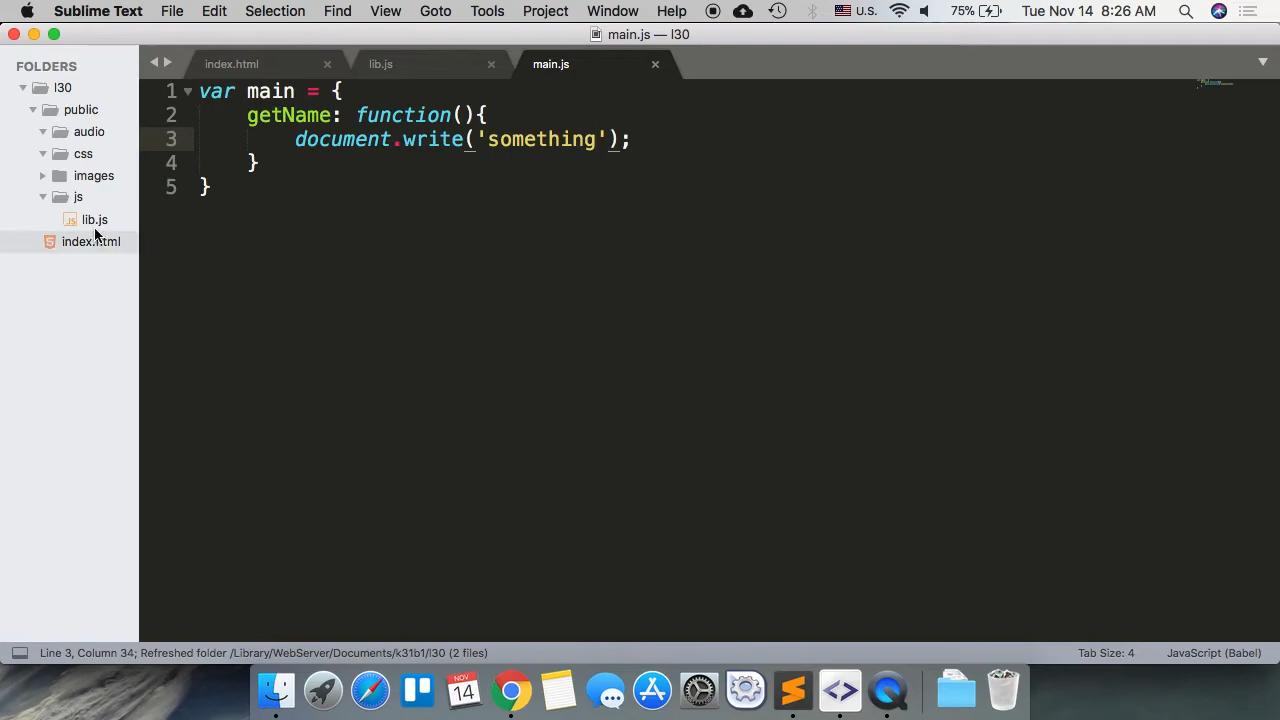 Sublime Text File Edit Selection Find View Goto Tools Project Window Help U.S. 75% Tue Nov 14 8:26 AM
main.js — l30
FOLDERS
l30
public
audio
css
images
js
lib.js
index.html
index.html × lib.js × main.js ×
1 var main = {
2 getName: function(){
3 document.write('something');
4 }
5 }
Line 3, Column 34; Refreshed folder /Library/WebServer/Documents/k31b1/l30 (2 files) Tab Size: 4 JavaScript (Babel)
NOV
14